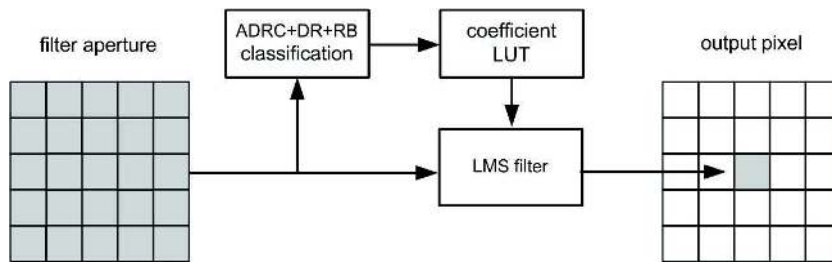 filter aperture
ADRC+DR+RB
classification
coefficient
LUT
output pixel
LMS filter